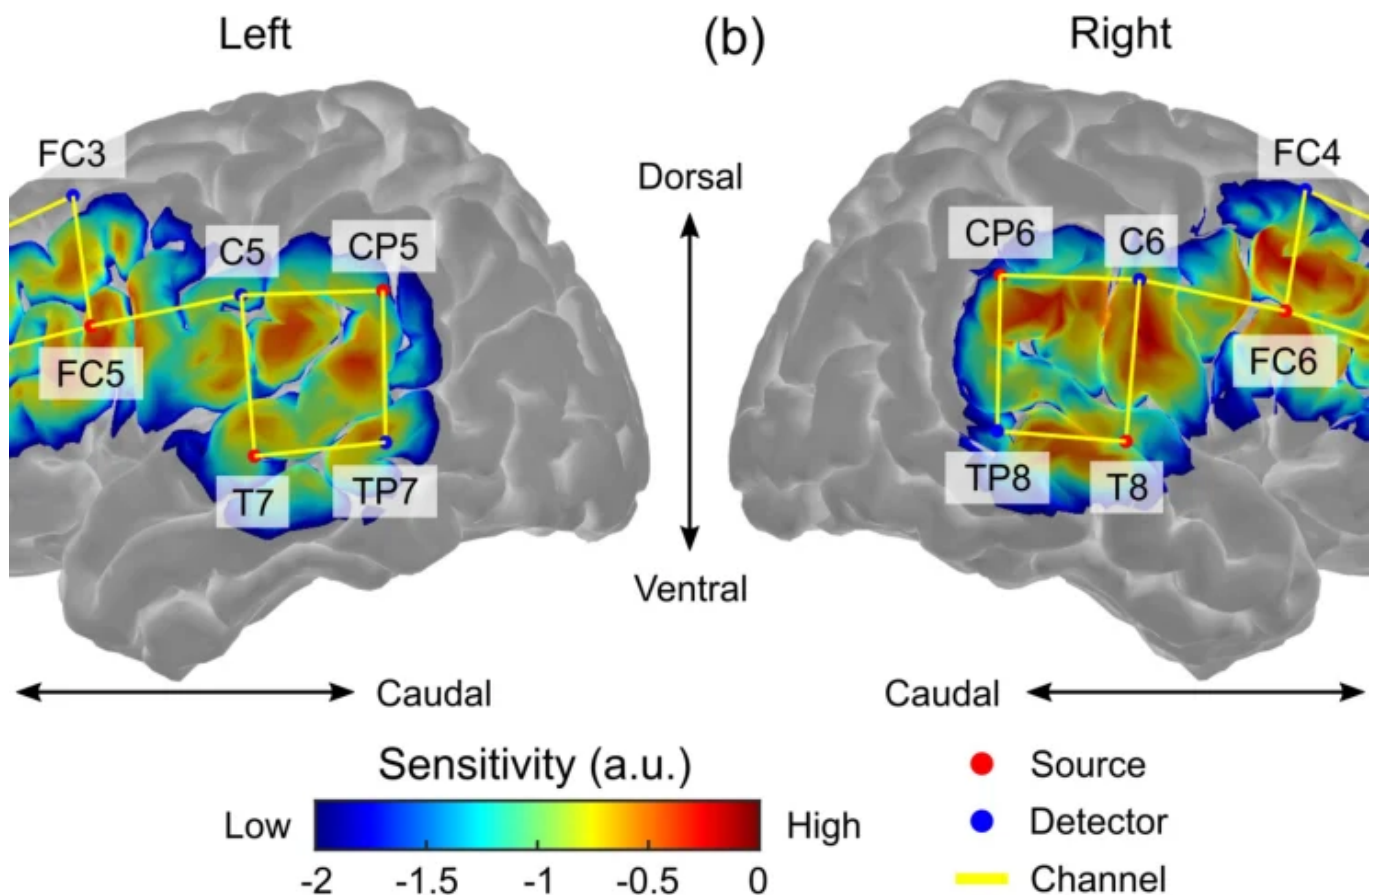 Left
(b)
Right
FC3
FC4
Dorsal
C5
CP5
CP6
C6
FC5
FC6
T7
TP7
TP8
T8
Ventral
Caudal
Caudal
Sensitivity (a.u.)
Low
High
-2
-1.5
-1
-0.5
0
Source
Detector
Channel